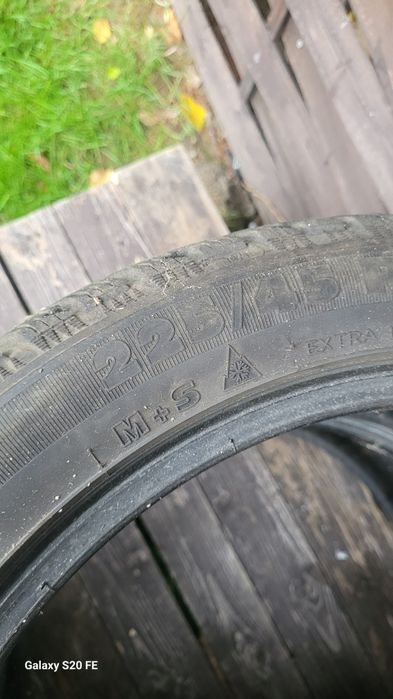 225/45 R
M+S
EXTRA
Galaxy S20 FE